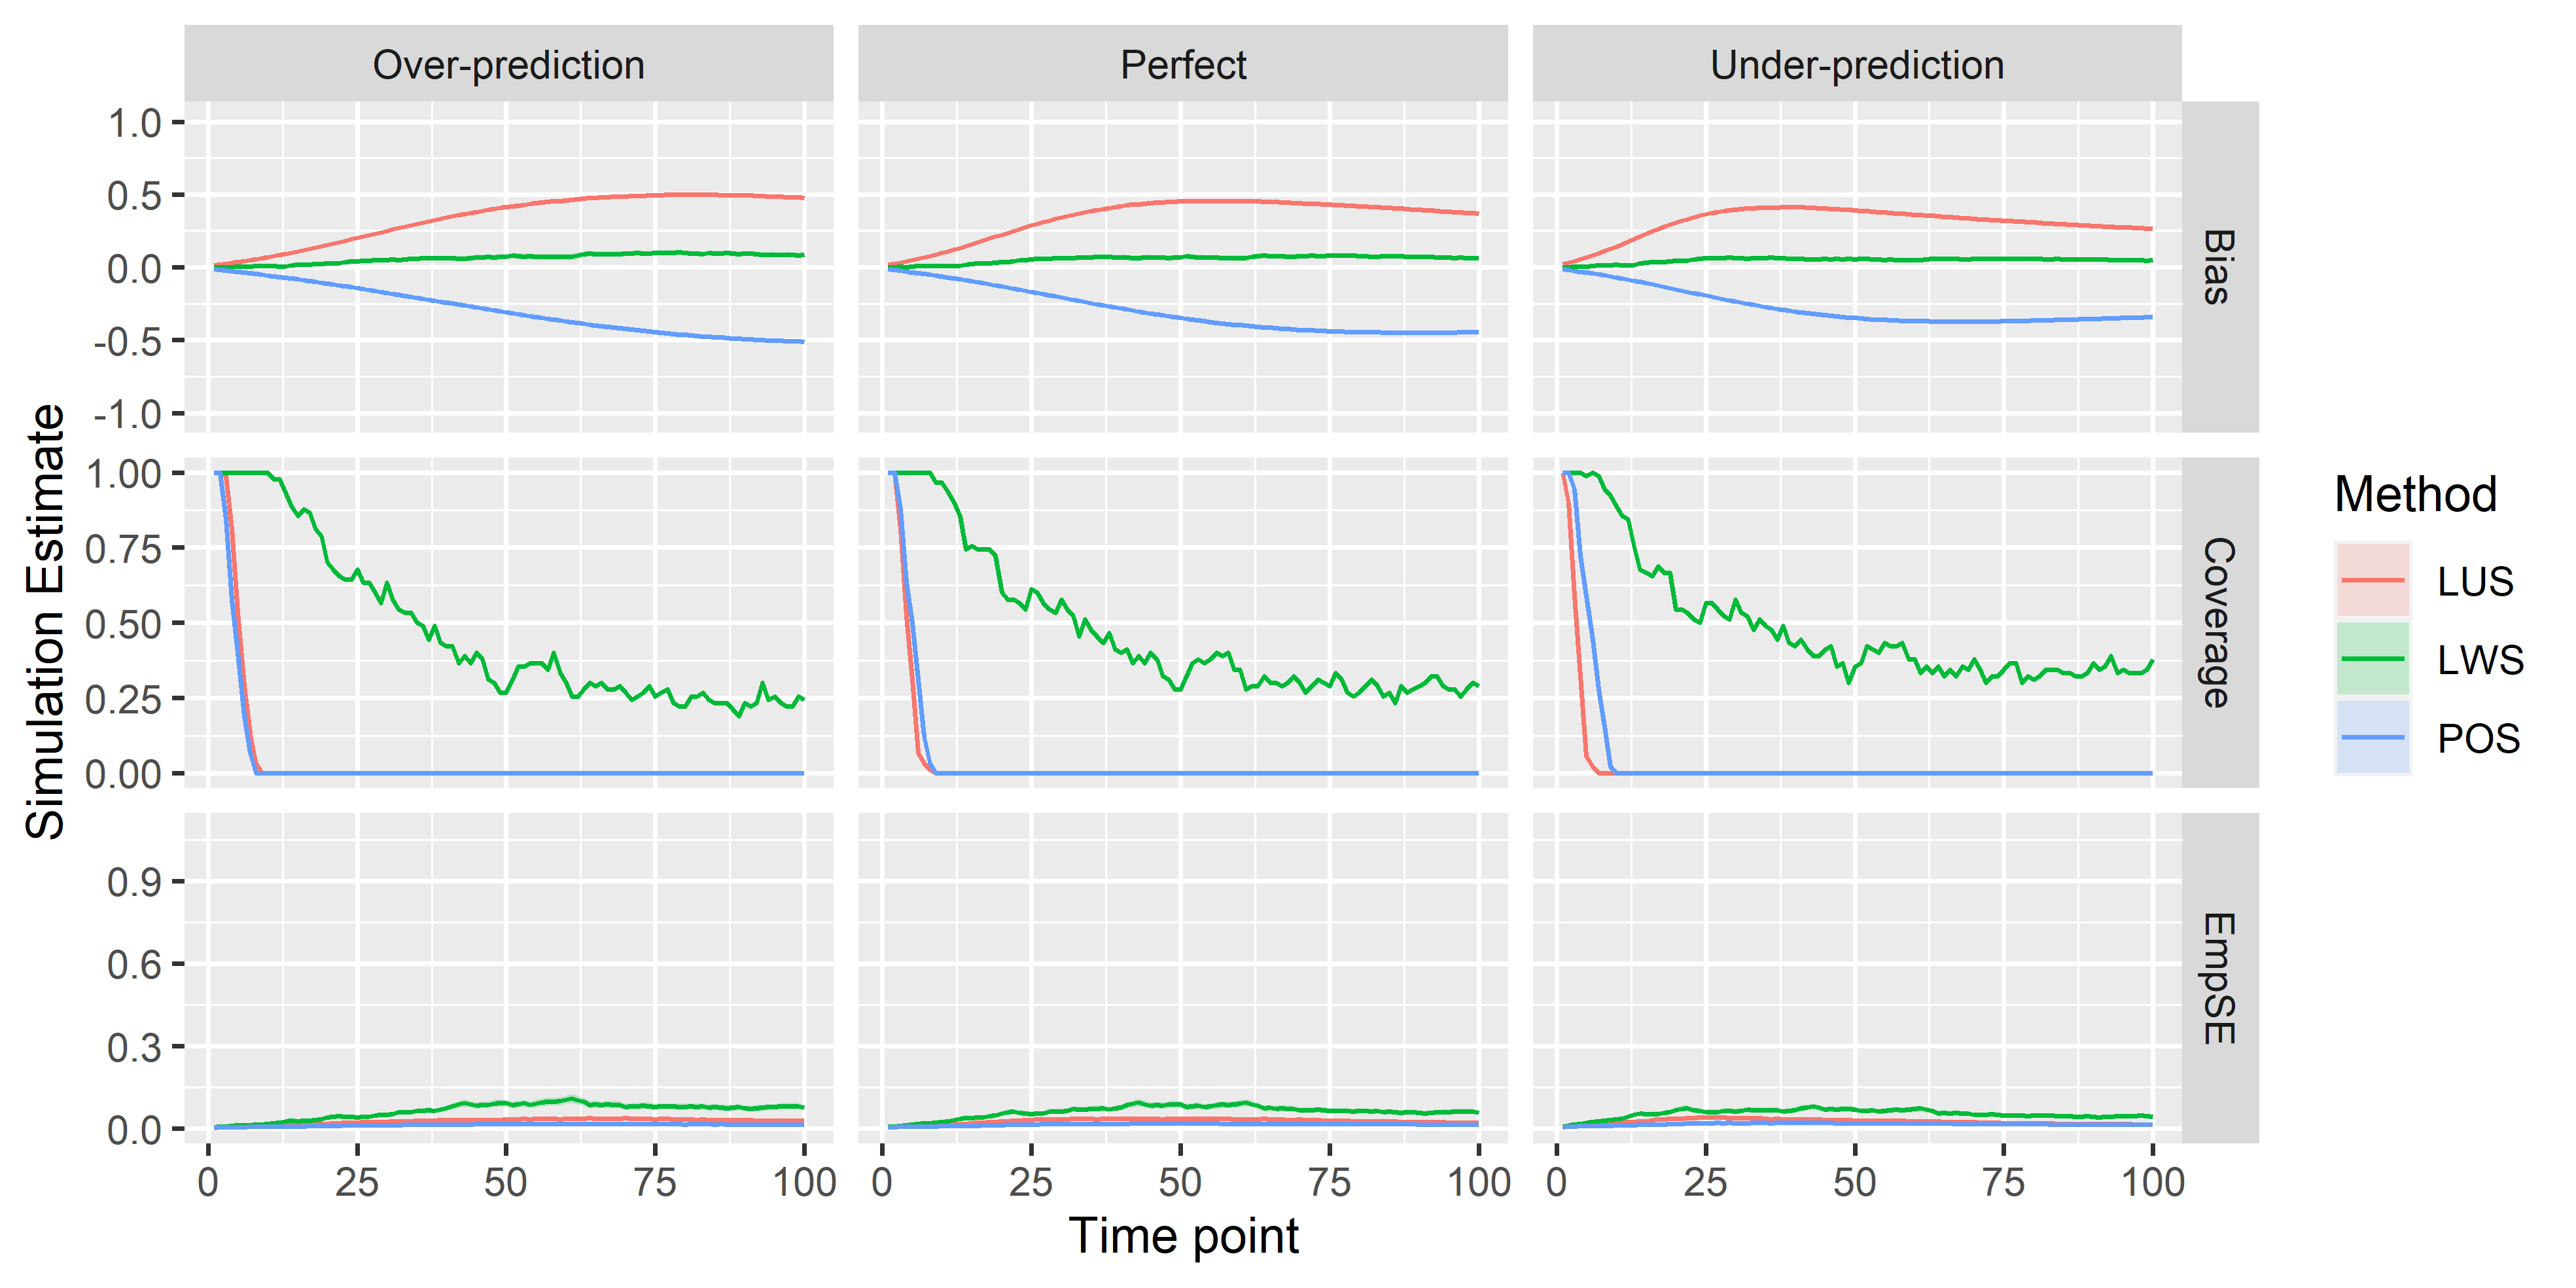 Over-prediction
Perfect
Under-prediction
1.0
0.5
0.0
-0.5
-1.0
Bias
1.00
0.75
0.50
0.25
0.00
Coverage
0.9
0.6
0.3
0.0
EmpSE
Simulation Estimate
0 25 50 75 100
0 25 50 75 100
0 25 50 75 100
Time point
Method
LUS
LWS
POS